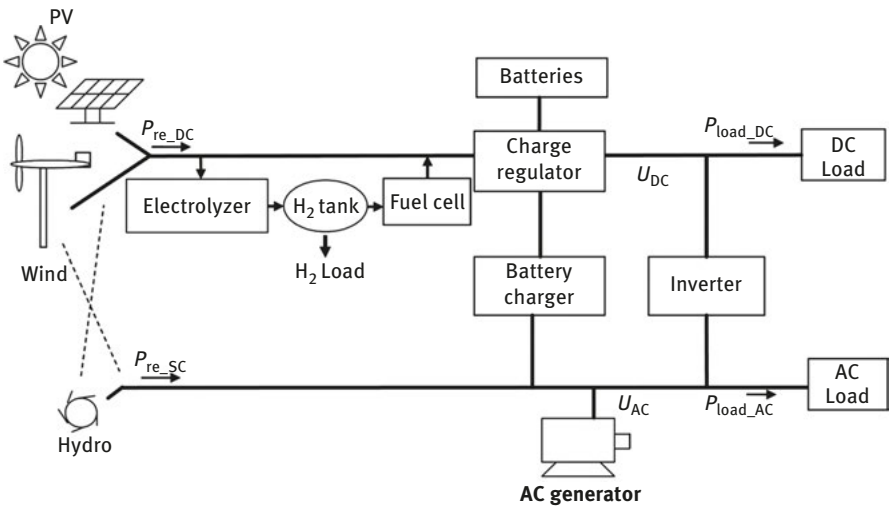 PV
Batteries
P_re_DC
P_load_DC
Charge
regulator
DC
Load
U_DC
Electrolyzer
H₂ tank
Fuel cell
H₂ Load
Wind
Battery
charger
Inverter
P_re_SC
AC
Load
U_AC
P_load_AC
Hydro
AC generator